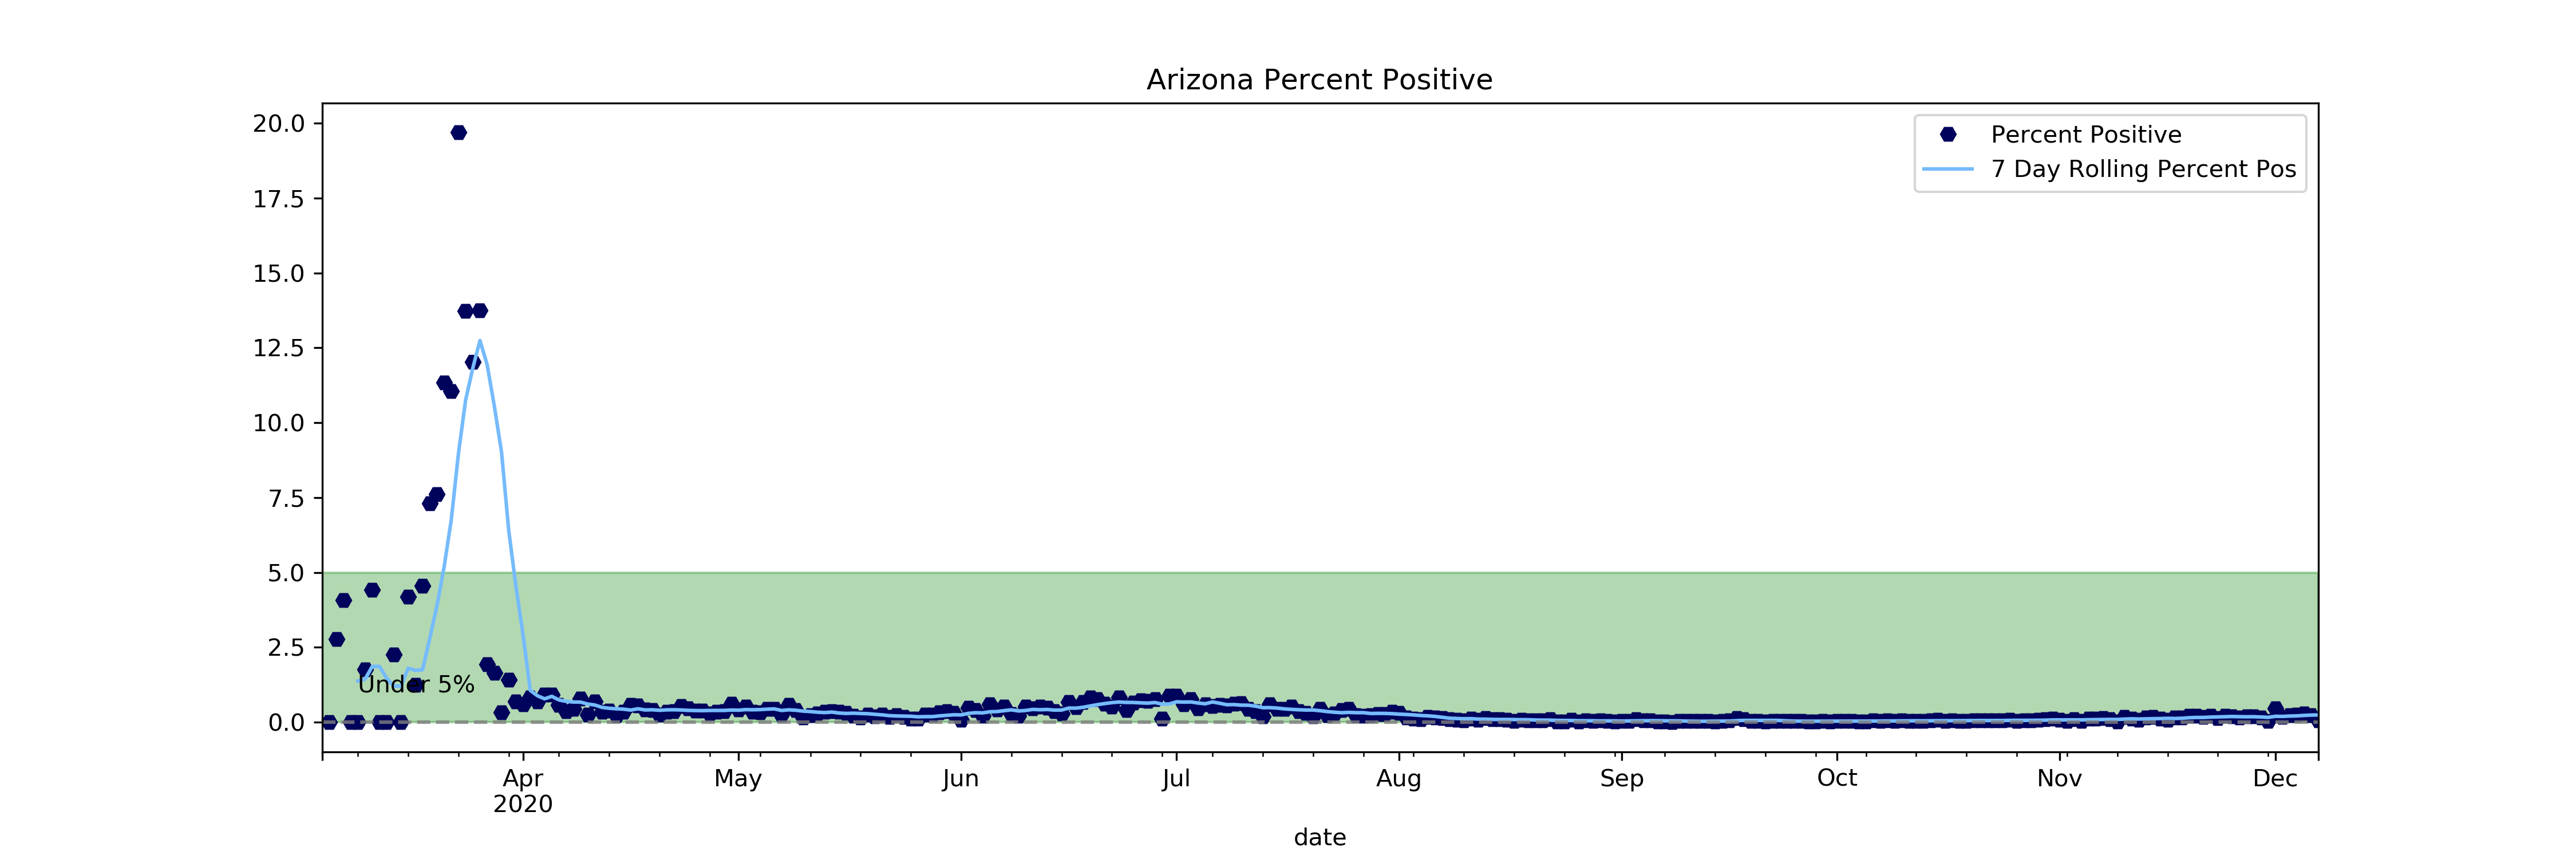 Arizona Percent Positive
Percent Positive
7 Day Rolling Percent Pos
20.0
17.5
15.0
12.5
10.0
7.5
5.0
2.5
0.0
Under 5%
Apr
2020
May
Jun
Jul
Aug
Sep
Oct
Nov
Dec
date